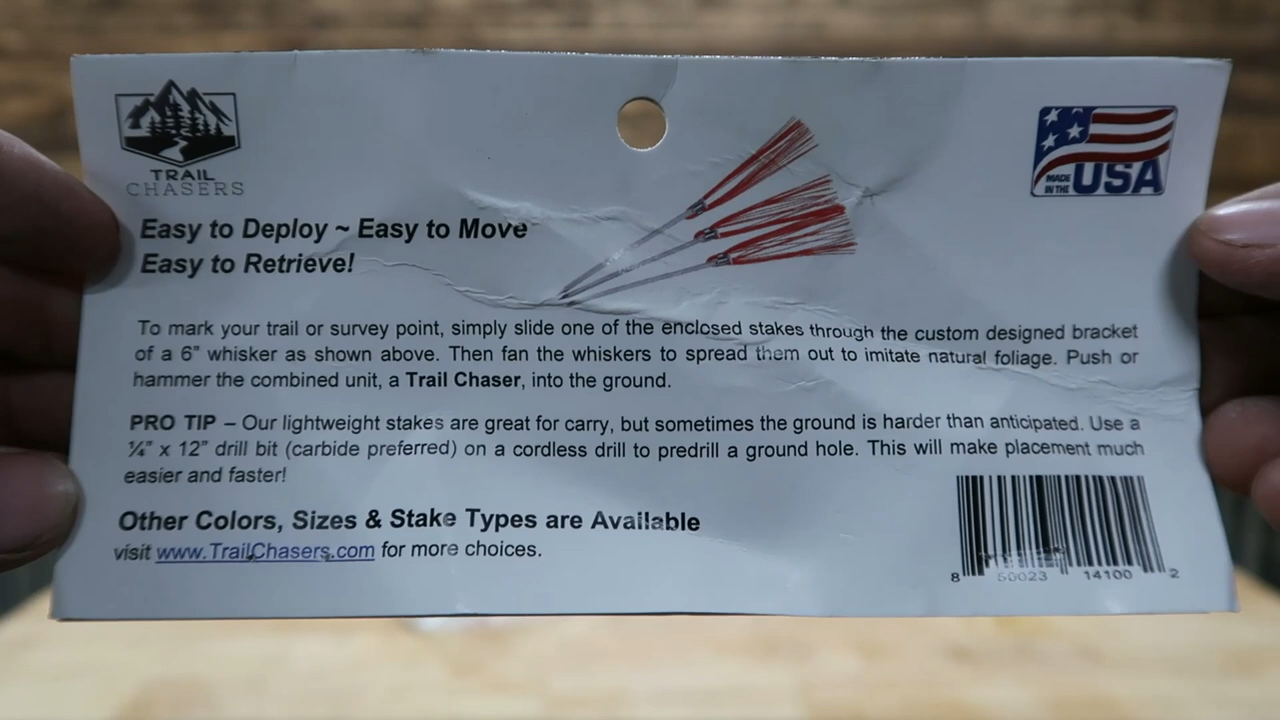 TRAIL
CHASERS
MADE
IN THE USA
Easy to Deploy ~ Easy to Move
Easy to Retrieve!
To mark your trail or survey point, simply slide one of the enclosed stakes through the custom designed bracket
of a 6" whisker as shown above. Then fan the whiskers to spread them out to imitate natural foliage. Push or
hammer the combined unit, a Trail Chaser, into the ground.
PRO TIP – Our lightweight stakes are great for carry, but sometimes the ground is harder than anticipated. Use a
¼" x 12" drill bit (carbide preferred) on a cordless drill to predrill a ground hole. This will make placement much
easier and faster!
Other Colors, Sizes & Stake Types are Available
visit www.TrailChasers.com for more choices.
8 50023 14100 2